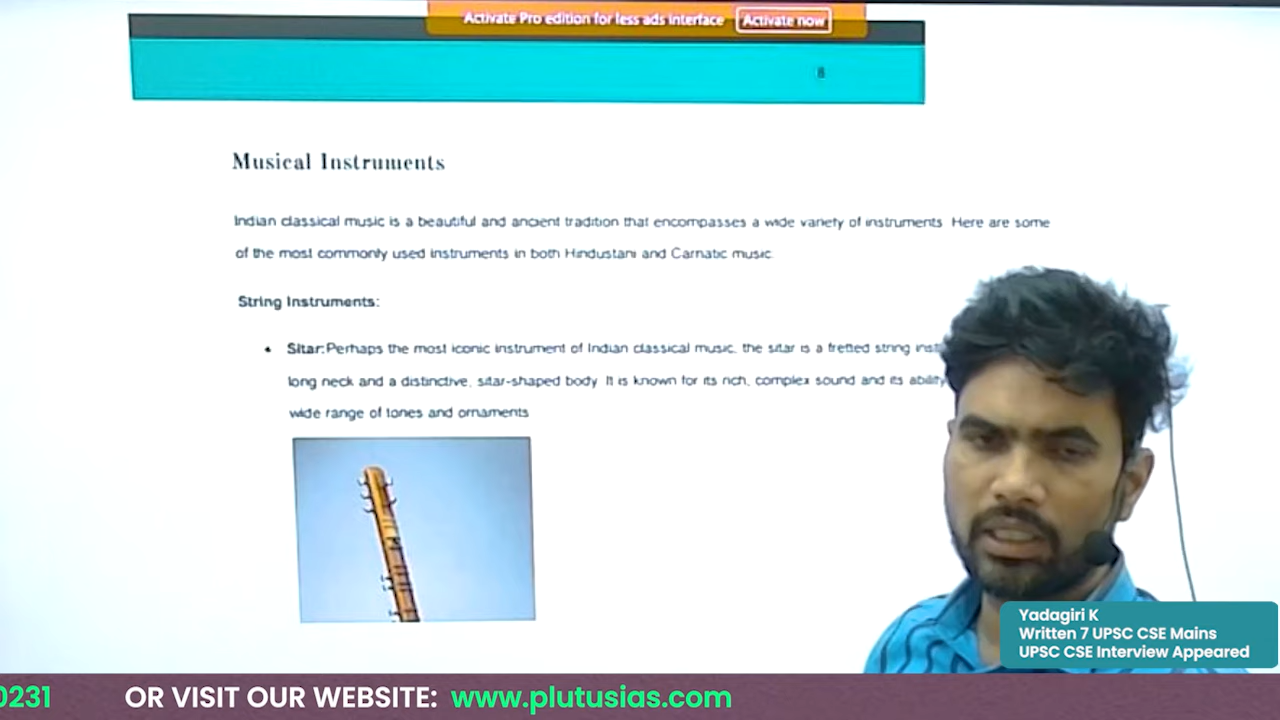 Activate Pro edition for less ads interface Activate now
8
Musical Instruments
Indian classical music is a beautiful and ancient tradition that encompasses a wide variety of instruments. Here are some
of the most commonly used instruments in both Hindustani and Carnatic music.
String Instruments:
• Sitar: Perhaps the most iconic instrument of Indian classical music, the sitar is a fretted string
long neck and a distinctive, sitar-shaped body. It is known for its rich, complex sound and its ability
wide range of tones and ornaments
Yadagiri K
Written 7 UPSC CSE Mains
UPSC CSE Interview Appeared
0231 OR VISIT OUR WEBSITE: www.plutusias.com